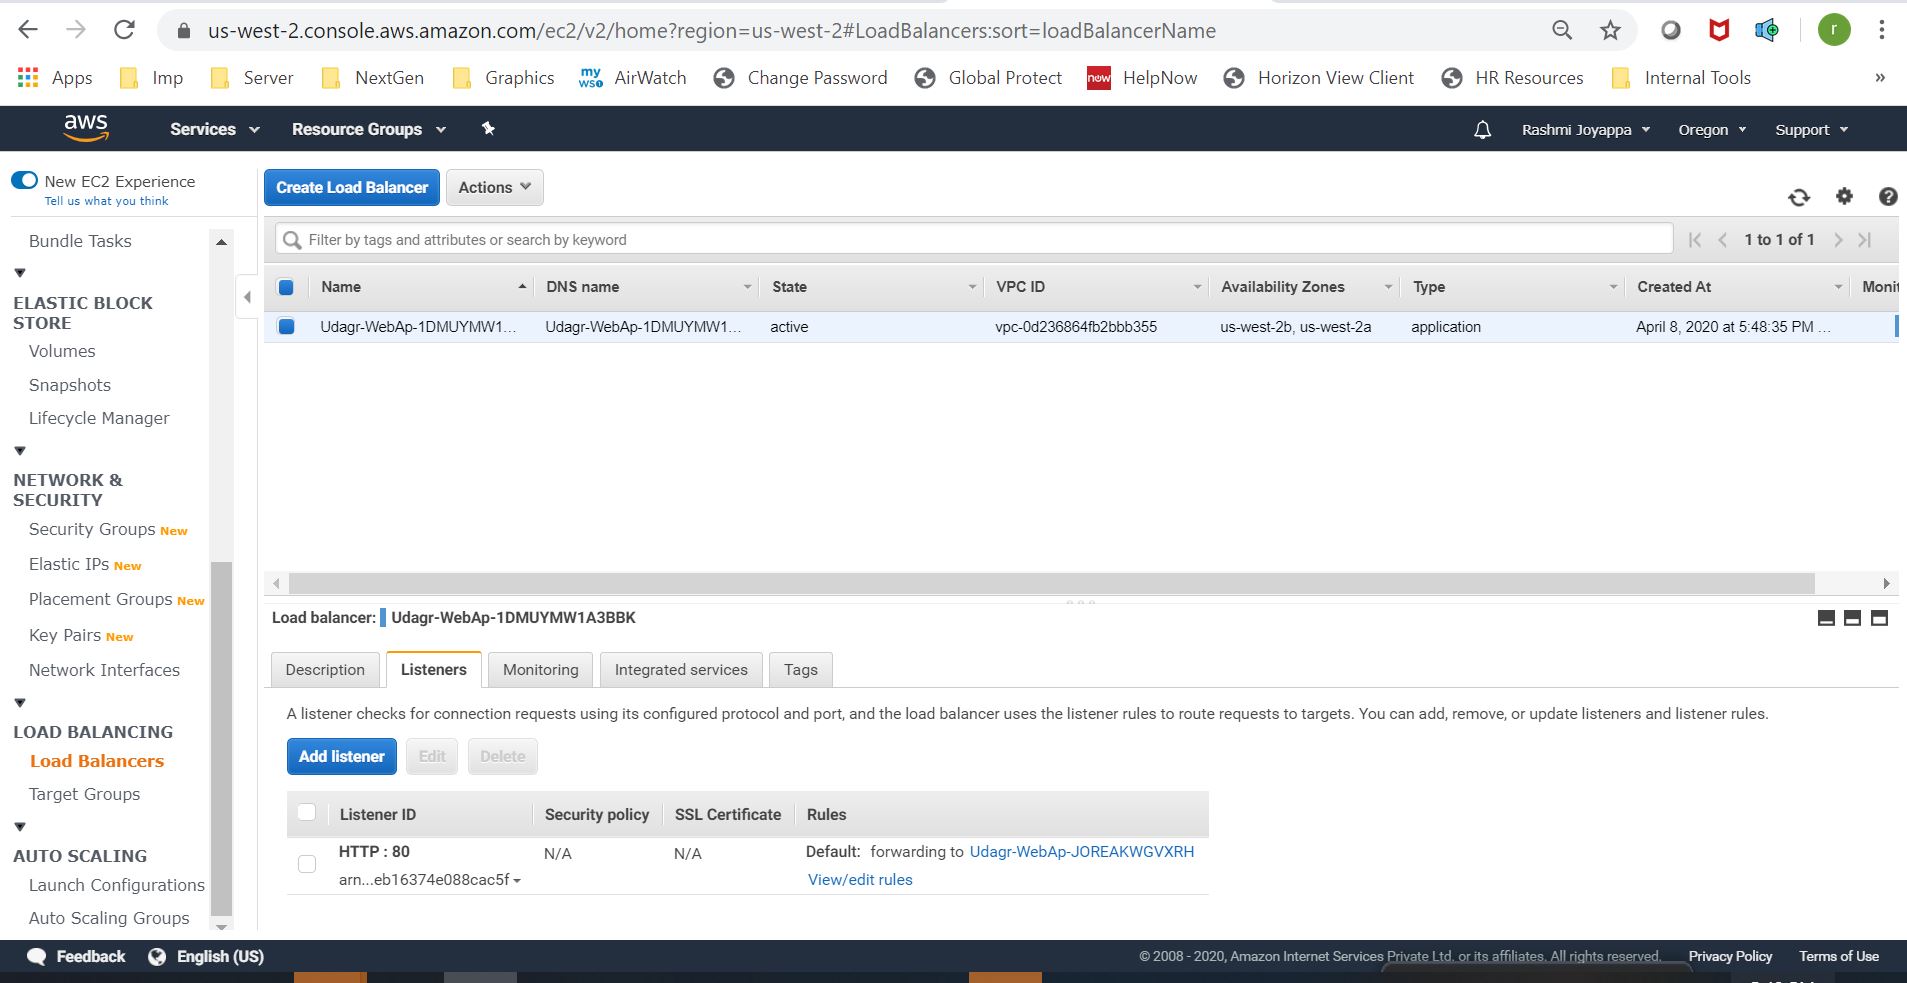 us-west-2.console.aws.amazon.com/ec2/v2/home?region=us-west-2#LoadBalancers:sort=loadBalancerName
r
Apps Imp Server NextGen Graphics my wso AirWatch Change Password Global Protect now HelpNow Horizon View Client HR Resources Internal Tools »
aws Services Resource Groups Rashmi Joyappa Oregon Support
New EC2 Experience
Tell us what you think
Bundle Tasks
ELASTIC BLOCK
STORE
Volumes
Snapshots
Lifecycle Manager
NETWORK &
SECURITY
Security Groups New
Elastic IPs New
Placement Groups New
Key Pairs New
Network Interfaces
LOAD BALANCING
Load Balancers
Target Groups
AUTO SCALING
Launch Configurations
Auto Scaling Groups
Create Load Balancer Actions
Filter by tags and attributes or search by keyword
1 to 1 of 1
Name DNS name State VPC ID Availability Zones Type Created At Monit
Udagr-WebAp-1DMUYMW1... Udagr-WebAp-1DMUYMW1... active vpc-0d236864fb2bbb355 us-west-2b, us-west-2a application April 8, 2020 at 5:48:35 PM ...
Load balancer: Udagr-WebAp-1DMUYMW1A3BBK
Description Listeners Monitoring Integrated services Tags
A listener checks for connection requests using its configured protocol and port, and the load balancer uses the listener rules to route requests to targets. You can add, remove, or update listeners and listener rules.
Add listener Edit Delete
Listener ID Security policy SSL Certificate Rules
HTTP : 80 N/A N/A Default: forwarding to Udagr-WebAp-JOREAKWGVXRH
arn...eb16374e088cac5f View/edit rules
Feedback English (US) © 2008 - 2020, Amazon Internet Services Private Ltd. or its affiliates. All rights reserved. Privacy Policy Terms of Use